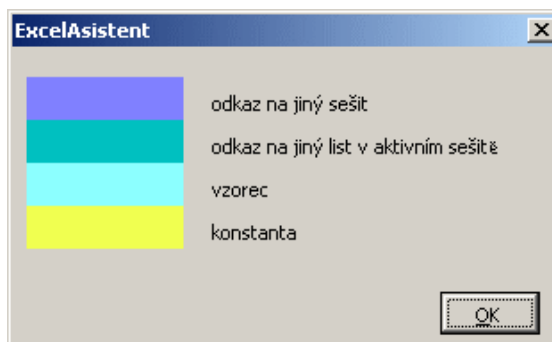 ExcelAsistent
odkaz na jiný sešit
odkaz na jiný list v aktivním sešitě
vzorec
konstanta
OK